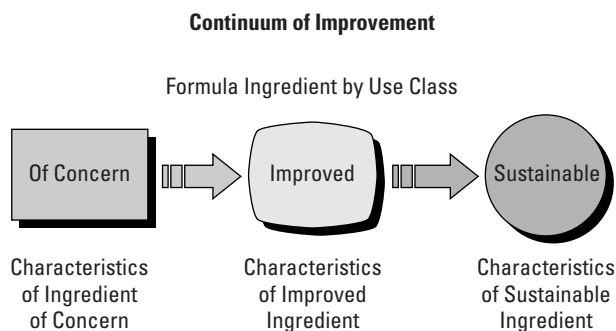 Continuum of Improvement
Formula Ingredient by Use Class
Of Concern
Improved
Sustainable
Characteristics
of Ingredient
of Concern
Characteristics
of Improved
Ingredient
Characteristics
of Sustainable
Ingredient